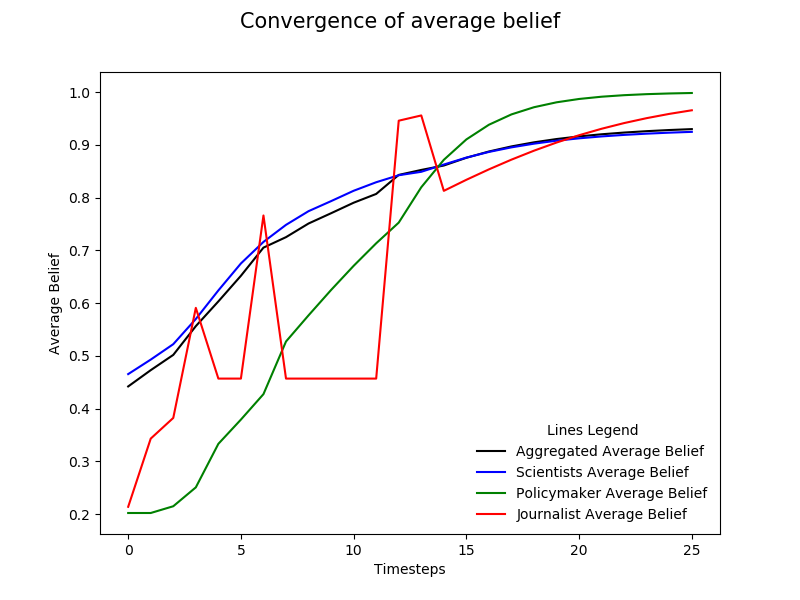 Convergence of average belief
1.0
0.9
0.8
0.7
0.6
0.5
0.4
0.3
0.2
Average Belief
Lines Legend
Aggregated Average Belief
Scientists Average Belief
Policymaker Average Belief
Journalist Average Belief
0 5 10 15 20 25
Timesteps